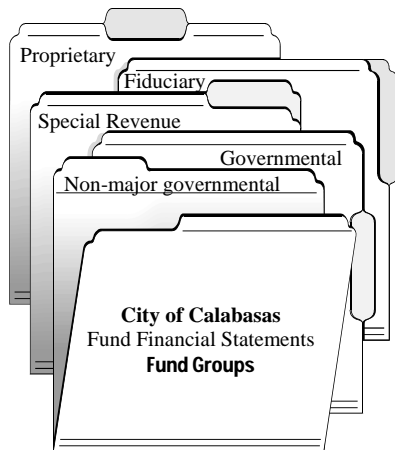 Proprietary
Fiduciary
Special Revenue
Governmental
Non-major governmental
City of Calabasas
Fund Financial Statements
Fund Groups